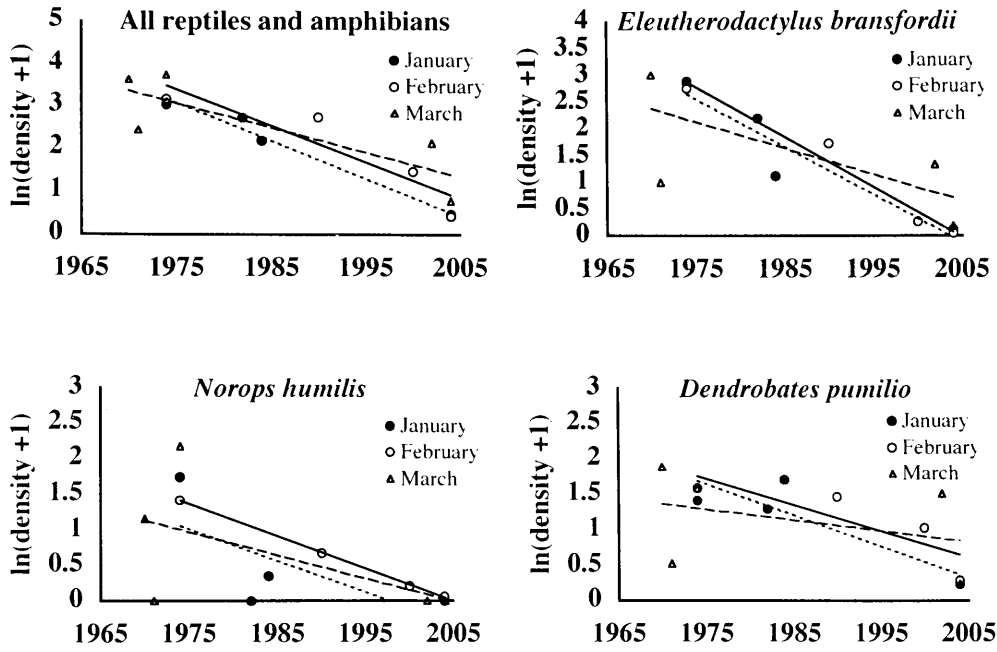 All reptiles and amphibians
ln(density +1)
5
4
3
2
1
0
1965 1975 1985 1995 2005
January
February
March
Eleutherodactylus bransfordii
ln(density +1)
4
3.5
3
2.5
2
1.5
1
0.5
0
1965 1975 1985 1995 2005
January
February
March
Norops humilis
ln(density +1)
3
2.5
2
1.5
1
0.5
0
1965 1975 1985 1995 2005
January
February
March
Dendrobates pumilio
ln(density +1)
3
2.5
2
1.5
1
0.5
0
1965 1975 1985 1995 2005
January
February
March